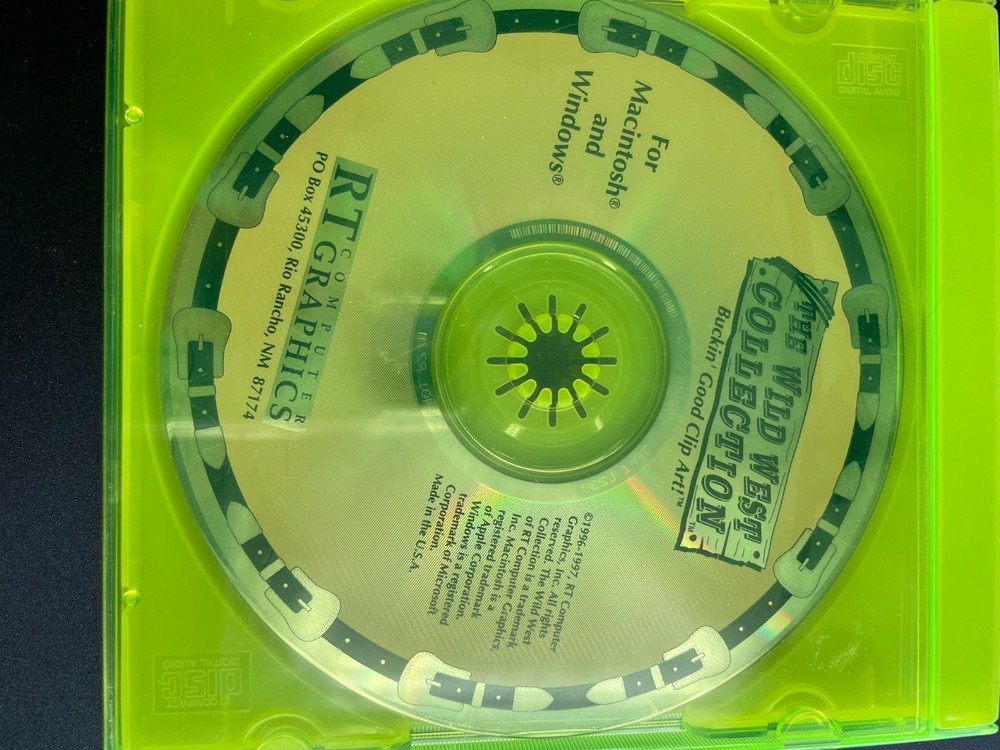 THE WILD WEST
COLLECTION™
Buckin' Good Clip Art!™
For
Macintosh®
and
Windows®
©1996-1997, RT Computer
Graphics, Inc. All rights
reserved. The Wild West
Collection is a trademark
of RT Computer Graphics,
Inc. Macintosh is a
registered trademark
of Apple Corporation
Windows is a registered
trademark of Microsoft
Corporation.
Made in the U.S.A.
RT COMPUTER
GRAPHICS
PO Box 45300, Rio Rancho, NM 87174
COMPACT
disc
DIGITAL AUDIO
COMPACT
disc
DIGITAL AUDIO